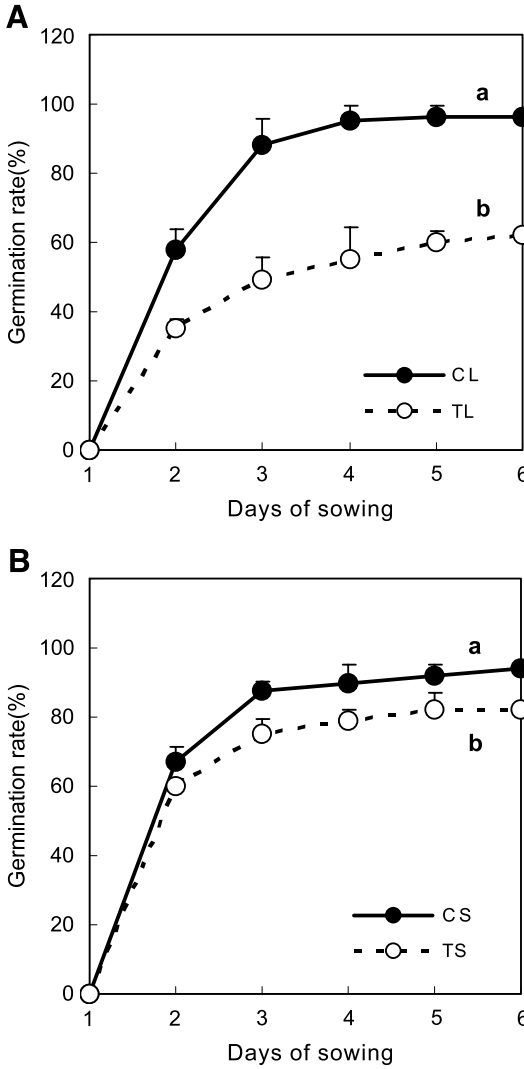 A
120
100
80
60
40
20
0
Germination rate(%)
a
b
CL
TL
1 2 3 4 5 6
Days of sowing
B
120
100
80
60
40
20
0
Germination rate(%)
a
b
CS
TS
1 2 3 4 5 6
Days of sowing